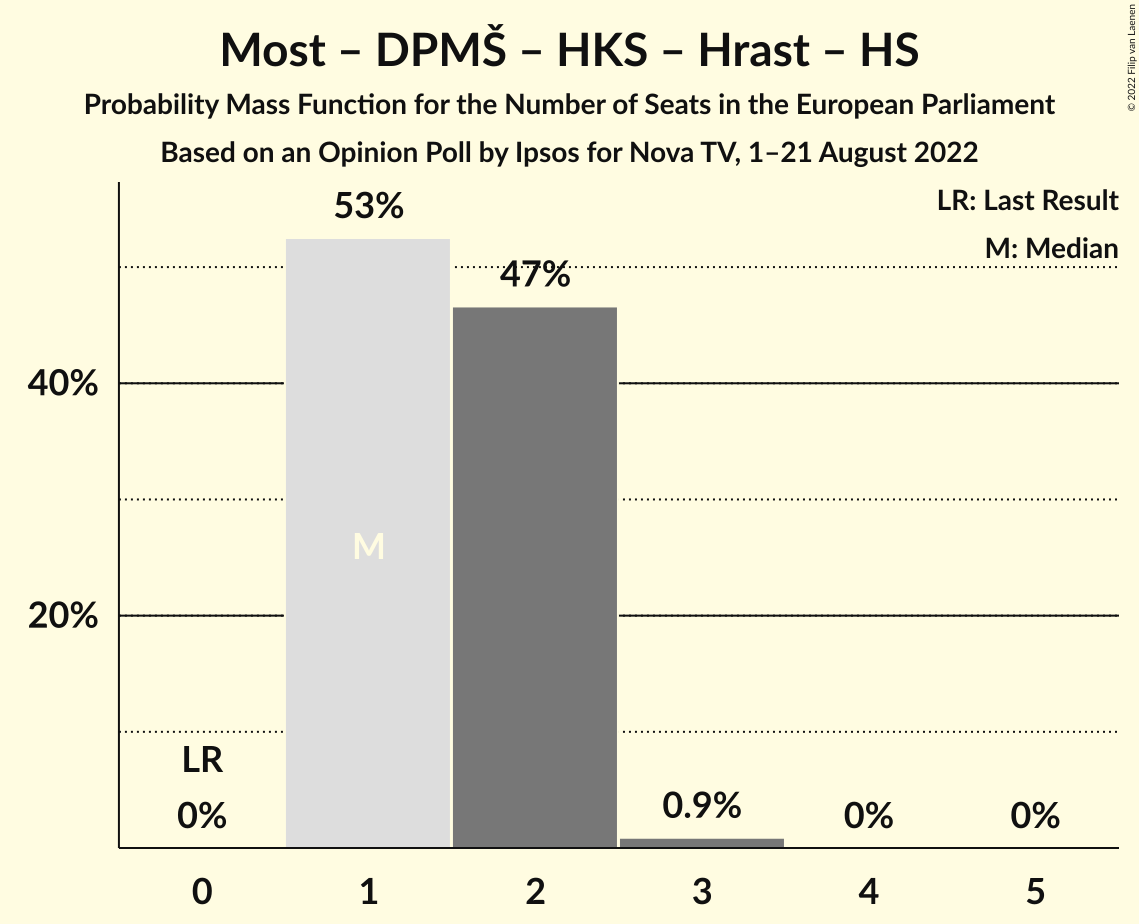 Most – DPMŠ – HKS – Hrast – HS
Probability Mass Function for the Number of Seats in the European Parliament
Based on an Opinion Poll by Ipsos for Nova TV, 1–21 August 2022
© 2022 Filip van Laenen
LR: Last Result
M: Median
53%
47%
40%
M
20%
LR
0%
0.9%
0%
0%
0 1 2 3 4 5